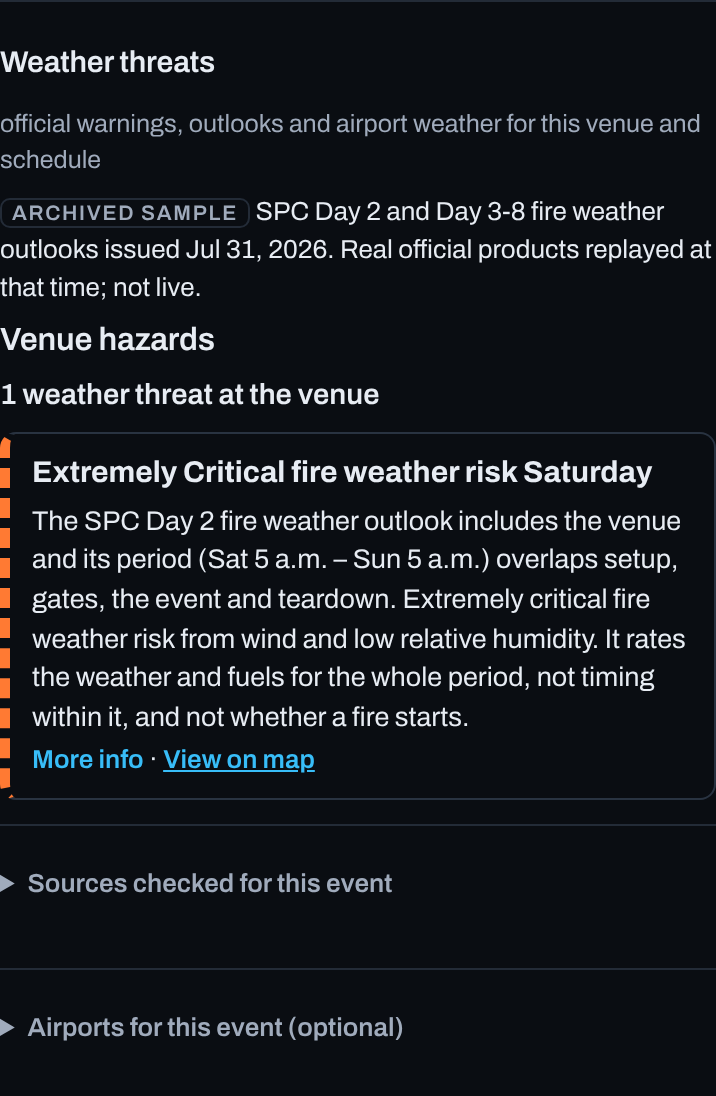 Weather threats
official warnings, outlooks and airport weather for this venue and
schedule
ARCHIVED SAMPLE SPC Day 2 and Day 3-8 fire weather
outlooks issued Jul 31, 2026. Real official products replayed at
that time; not live.
Venue hazards
1 weather threat at the venue
Extremely Critical fire weather risk Saturday
The SPC Day 2 fire weather outlook includes the venue
and its period (Sat 5 a.m. – Sun 5 a.m.) overlaps setup,
gates, the event and teardown. Extremely critical fire
weather risk from wind and low relative humidity. It rates
the weather and fuels for the whole period, not timing
within it, and not whether a fire starts.
More info · View on map
Sources checked for this event
Airports for this event (optional)